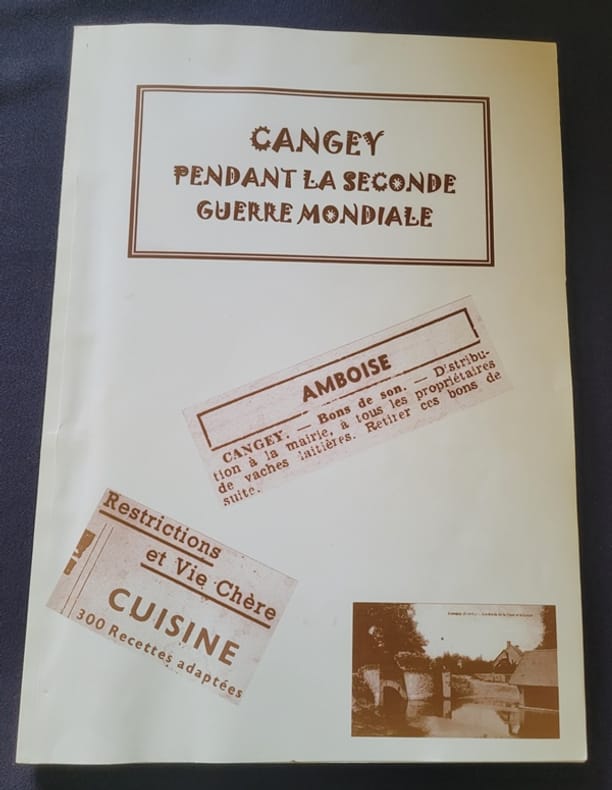 CANGEY
PENDANT LA SECONDE
GUERRE MONDIALE
AMBOISE
CANGEY. — Bons de son. — Distribu-
tion à la mairie, à tous les propriétaires
de vaches laitières. Retirer ces bons de
suite.
Restrictions
et Vie Chère
CUISINE
300 Recettes adaptées